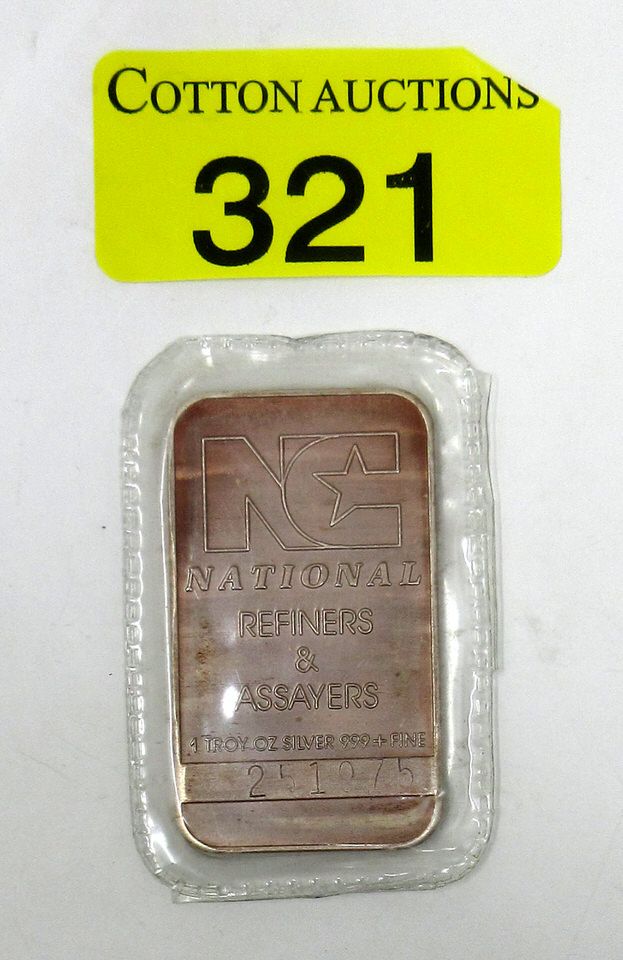 COTTON AUCTIONS
321
NC
NATIONAL
REFINERS
&
ASSAYERS
1 TROY OZ SILVER 999+ FINE
251075